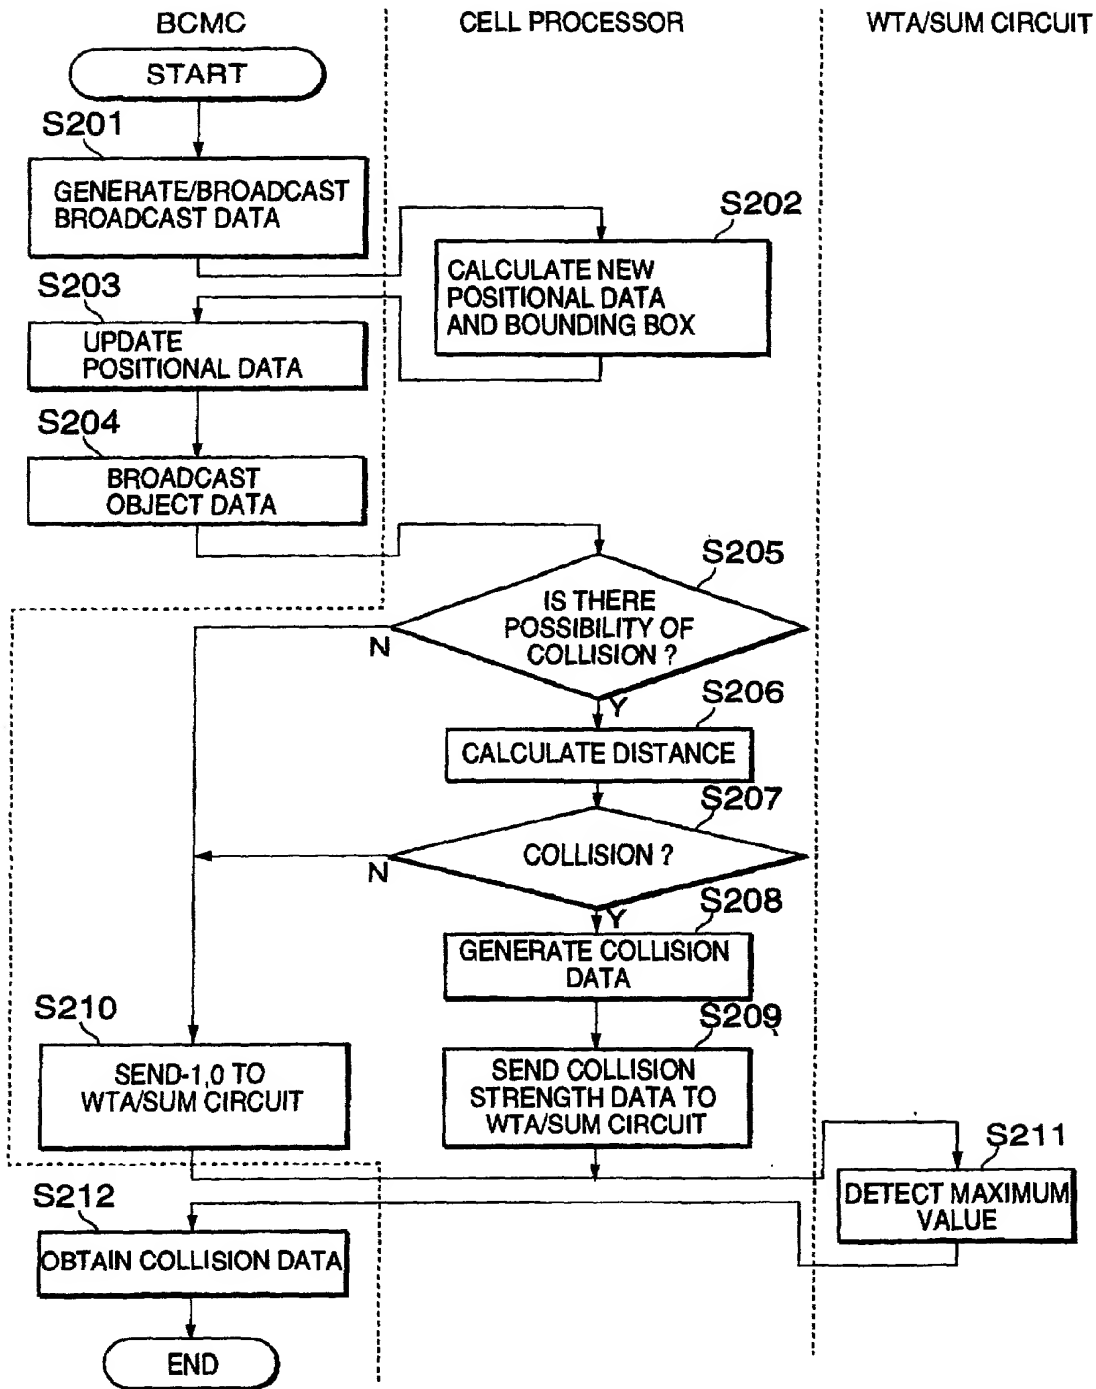 BCMC
CELL PROCESSOR
WTA/SUM CIRCUIT
START
S201
GENERATE/BROADCAST
BROADCAST DATA
S202
CALCULATE NEW
POSITIONAL DATA
AND BOUNDING BOX
S203
UPDATE
POSITIONAL DATA
S204
BROADCAST
OBJECT DATA
S205
IS THERE
POSSIBILITY OF
COLLISION ?
N
Y
S206
CALCULATE DISTANCE
S207
COLLISION ?
N
Y
S208
GENERATE COLLISION
DATA
S209
SEND COLLISION
STRENGTH DATA TO
WTA/SUM CIRCUIT
S210
SEND-1,0 TO
WTA/SUM CIRCUIT
S211
DETECT MAXIMUM
VALUE
S212
OBTAIN COLLISION DATA
END